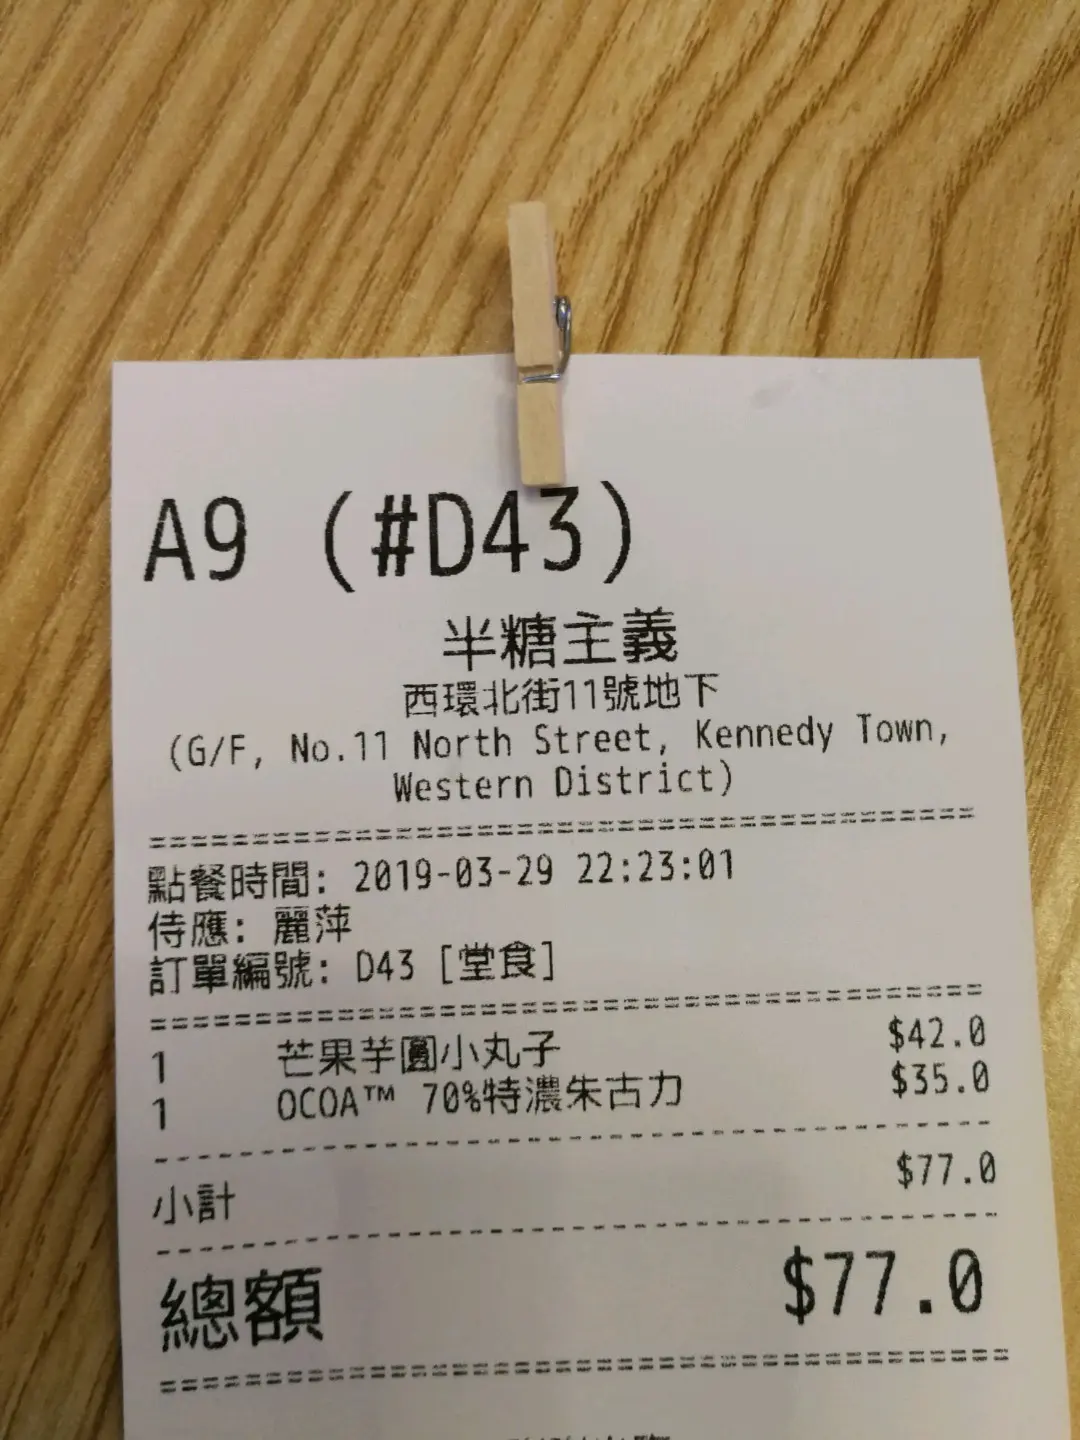 A9 (#D43)
半糖主義
西環北街11號地下
(G/F, No.11 North Street, Kennedy Town,
Western District)
點餐時間: 2019-03-29 22:23:01
侍應: 麗萍
訂單編號: D43 [堂食]
1 芒果芋圓小丸子 $42.0
1 OCOA™ 70%特濃朱古力 $35.0
小計 $77.0
總額 $77.0